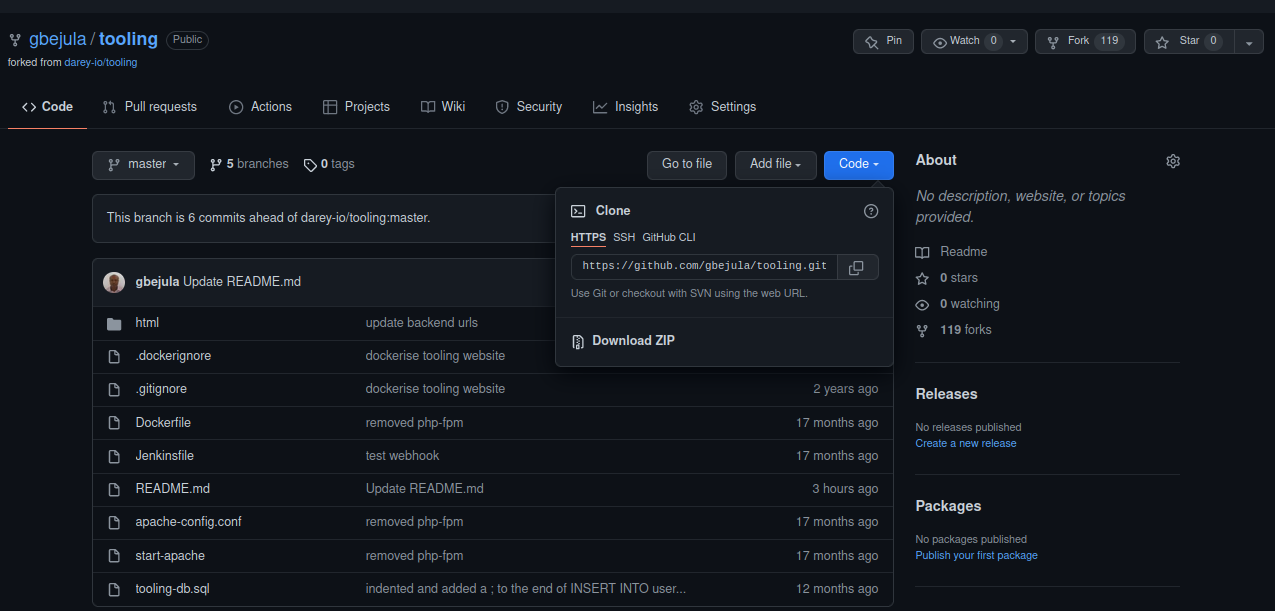 gbejula / tooling Public
Pin Watch 0 Fork 119 Star 0
forked from darey-io/tooling
Code Pull requests Actions Projects Wiki Security Insights Settings
master 5 branches 0 tags Go to file Add file Code
This branch is 6 commits ahead of darey-io/tooling:master.
Clone
HTTPS SSH GitHub CLI
https://github.com/gbejula/tooling.git
Use Git or checkout with SVN using the web URL.
Download ZIP
gbejula Update README.md
html update backend urls
.dockerignore dockerise tooling website
.gitignore dockerise tooling website 2 years ago
Dockerfile removed php-fpm 17 months ago
Jenkinsfile test webhook 17 months ago
README.md Update README.md 3 hours ago
apache-config.conf removed php-fpm 17 months ago
start-apache removed php-fpm 17 months ago
tooling-db.sql indented and added a ; to the end of INSERT INTO user... 12 months ago
About
No description, website, or topics
provided.
Readme
0 stars
0 watching
119 forks
Releases
No releases published
Create a new release
Packages
No packages published
Publish your first package